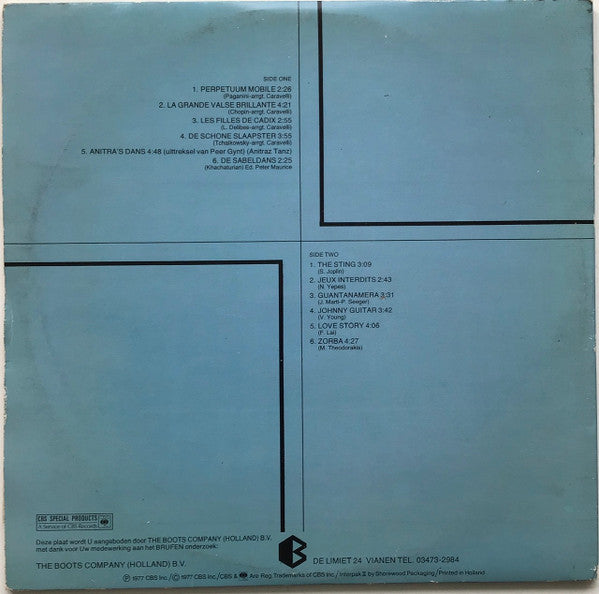 SIDE ONE
1. PERPETUUM MOBILE 2:26
(Paganini-arrgt. Caravelli)
2. LA GRANDE VALSE BRILLANTE 4:21
(Chopin-arrgt. Caravelli)
3. LES FILLES DE CADIX 2:55
(L. Delibes-arrgt. Caravelli)
4. DE SCHONE SLAAPSTER 3:55
(Tchaikowsky-arrgt. Caravelli)
5. ANITRA'S DANS 4:48 (uittreksel van Peer Gynt) (Anitraz Tanz)
6. DE SABELDANS 2:25
(Khachaturian) Ed. Peter Maurice
SIDE TWO
1. THE STING 3:09
(S. Joplin)
2. JEUX INTERDITS 2:43
(N. Yepes)
3. GUANTANAMERA 3:31
(J. Marti-P. Seeger)
4. JOHNNY GUITAR 3:42
(V. Young)
5. LOVE STORY 4:06
(F. Lai)
6. ZORBA 4:27
(M. Theodorakis)
CBS SPECIAL PRODUCTS
A Service of CBS Records
Deze plaat wordt U aangeboden door THE BOOTS COMPANY (HOLLAND) B.V.
met dank voor Uw medewerking aan het BRUFEN onderzoek:
THE BOOTS COMPANY (HOLLAND) B.V.
DE LIMIET 24 VIANEN TEL. 03473-2984
Ⓟ 1977 CBS Inc./Ⓒ 1977 CBS Inc./CBS & Are Reg. Trademarks of CBS Inc./Interpak II by Shorewood Packaging/Printed in Holland